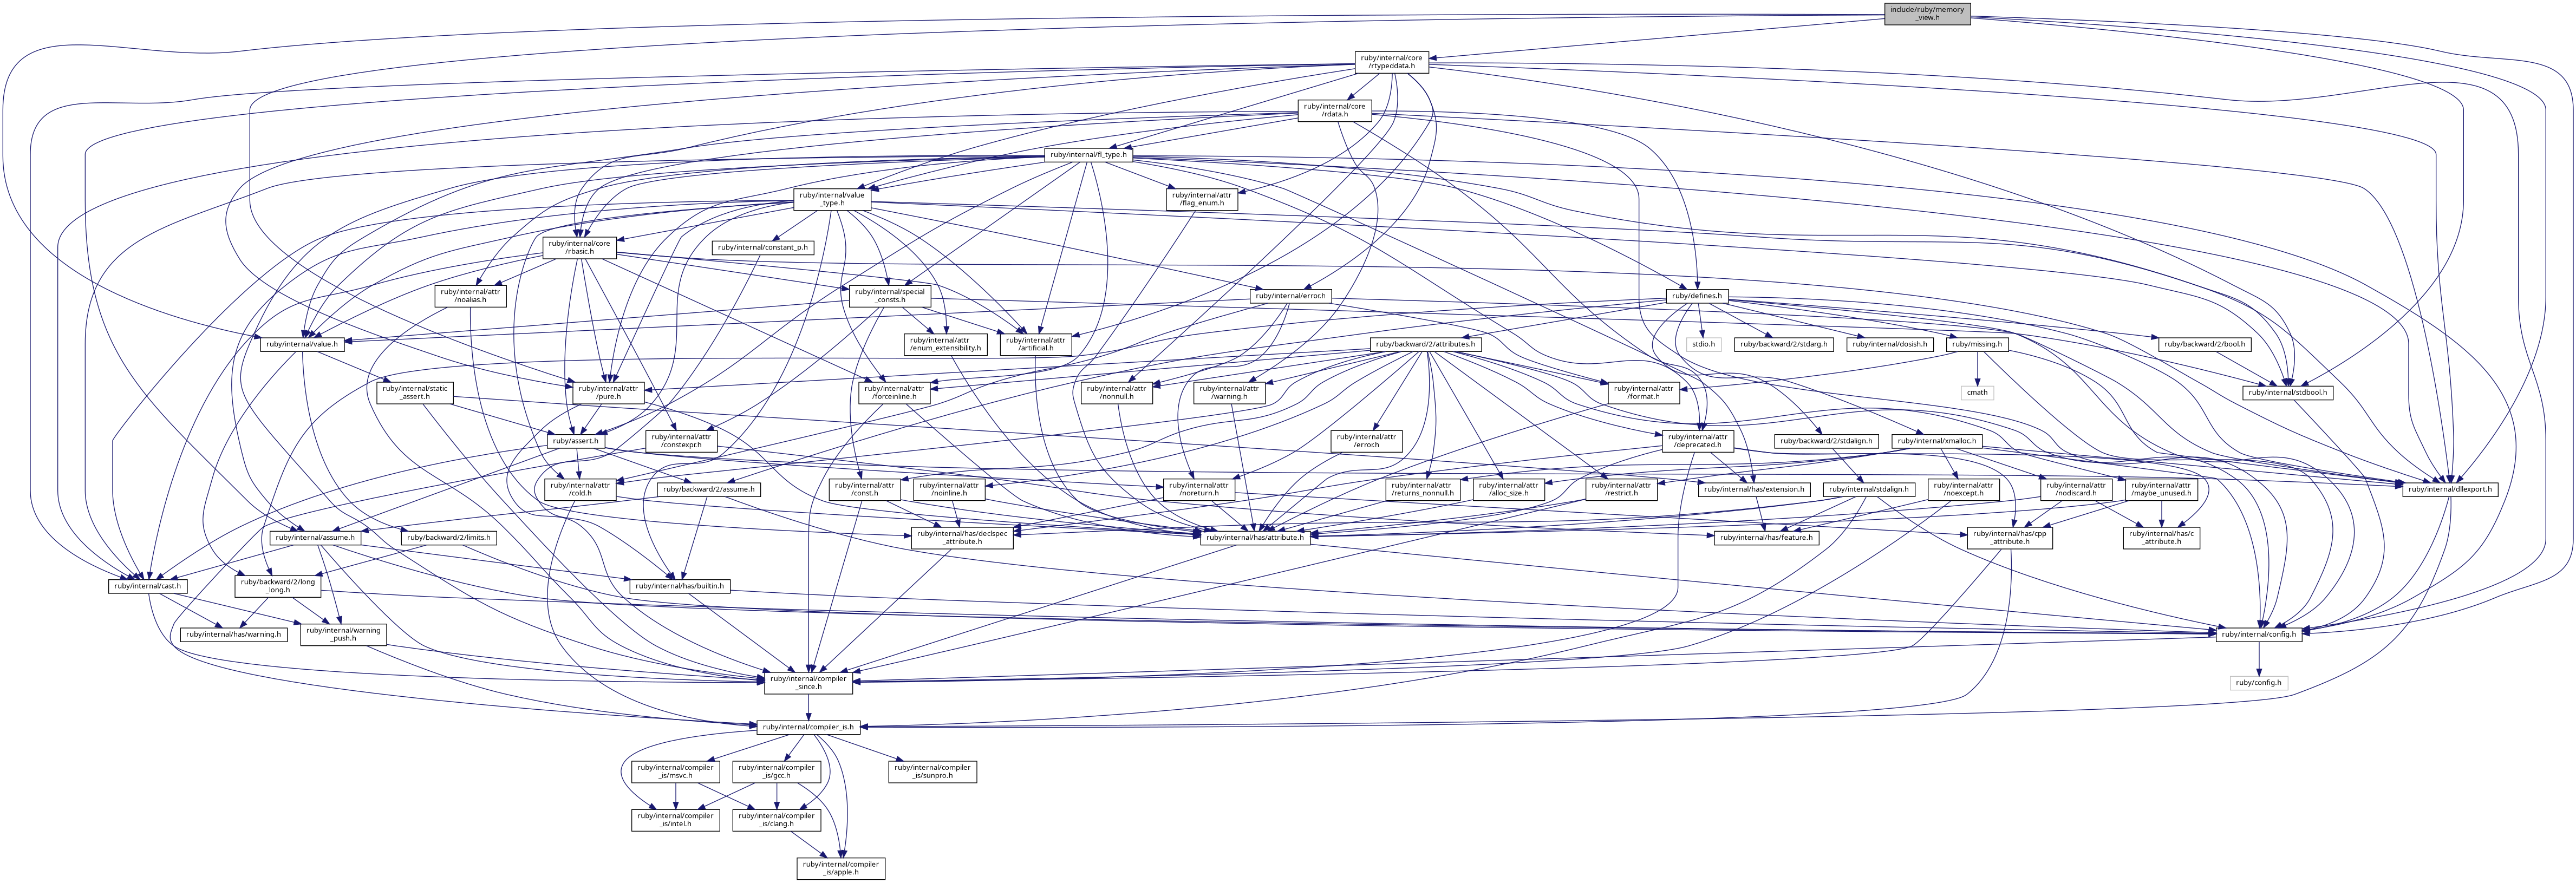 include/ruby/memory
_view.h
ruby/internal/core
/rtypeddata.h
ruby/internal/core
/rdata.h
ruby/internal/fl_type.h
ruby/internal/value
_type.h
ruby/internal/attr
/flag_enum.h
ruby/internal/core
/rbasic.h
ruby/internal/constant_p.h
ruby/internal/attr
/noalias.h
ruby/internal/special
_consts.h
ruby/internal/error.h
ruby/defines.h
ruby/internal/value.h
ruby/internal/attr
/enum_extensibility.h
ruby/internal/attr
/artificial.h
ruby/backward/2/attributes.h
stdio.h
ruby/backward/2/stdarg.h
ruby/internal/dosish.h
ruby/missing.h
ruby/backward/2/bool.h
ruby/internal/static
_assert.h
ruby/internal/attr
/pure.h
ruby/internal/attr
/forceinline.h
ruby/internal/attr
/nonnull.h
ruby/internal/attr
/warning.h
ruby/internal/attr
/format.h
cmath
ruby/internal/stdbool.h
ruby/assert.h
ruby/internal/attr
/constexpr.h
ruby/internal/attr
/error.h
ruby/internal/attr
/deprecated.h
ruby/backward/2/stdalign.h
ruby/internal/xmalloc.h
ruby/internal/attr
/cold.h
ruby/backward/2/assume.h
ruby/internal/attr
/const.h
ruby/internal/attr
/noinline.h
ruby/internal/attr
/noreturn.h
ruby/internal/attr
/returns_nonnull.h
ruby/internal/attr
/alloc_size.h
ruby/internal/attr
/restrict.h
ruby/internal/has/extension.h
ruby/internal/stdalign.h
ruby/internal/attr
/noexcept.h
ruby/internal/attr
/nodiscard.h
ruby/internal/attr
/maybe_unused.h
ruby/internal/dllexport.h
ruby/internal/assume.h
ruby/backward/2/limits.h
ruby/internal/has/declspec
_attribute.h
ruby/internal/has/attribute.h
ruby/internal/has/feature.h
ruby/internal/has/cpp
_attribute.h
ruby/internal/has/c
_attribute.h
ruby/internal/cast.h
ruby/backward/2/long
_long.h
ruby/internal/has/builtin.h
ruby/internal/has/warning.h
ruby/internal/warning
_push.h
ruby/internal/config.h
ruby/internal/compiler
_since.h
ruby/config.h
ruby/internal/compiler_is.h
ruby/internal/compiler
_is/msvc.h
ruby/internal/compiler
_is/gcc.h
ruby/internal/compiler
_is/sunpro.h
ruby/internal/compiler
_is/intel.h
ruby/internal/compiler
_is/clang.h
ruby/internal/compiler
_is/apple.h